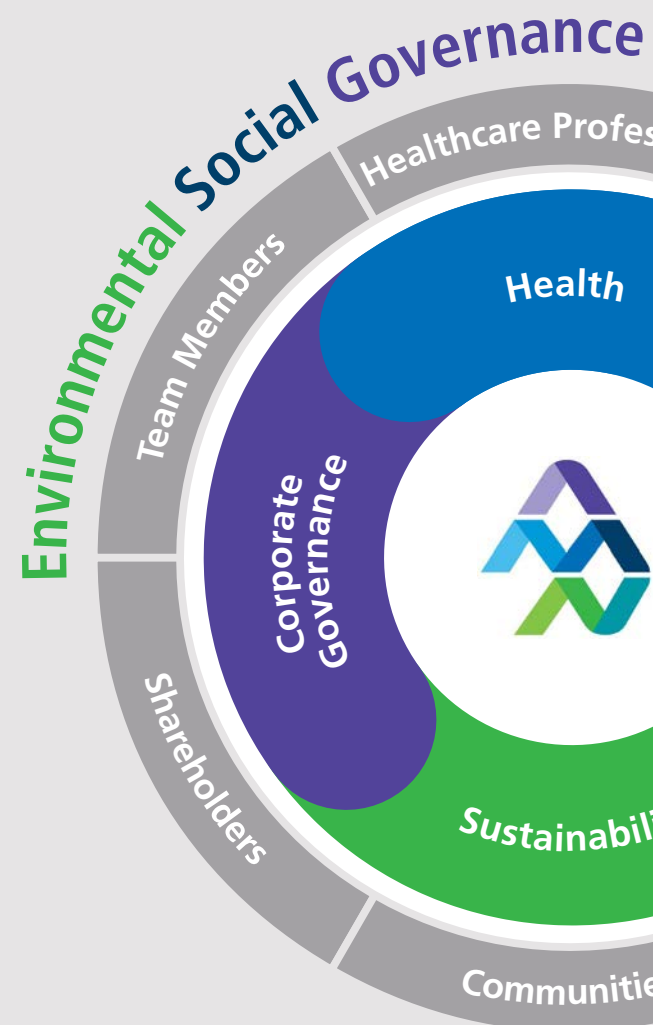 Environmental Social Governance
Healthcare Profes
Team Members
Shareholders
Communitie
Health
Corporate
Governance
Sustainabili